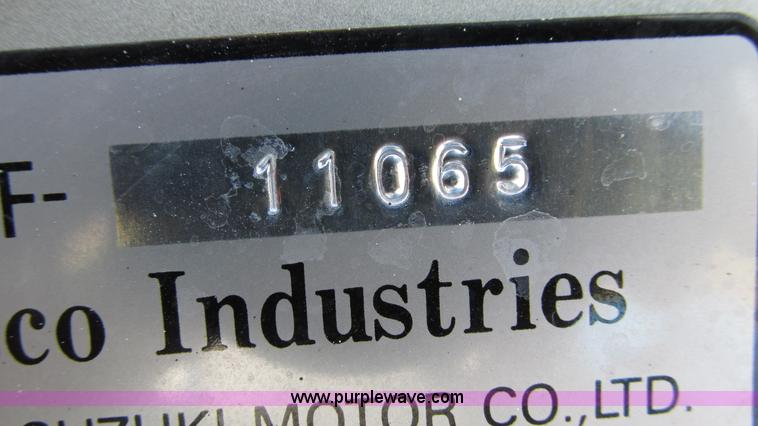 F- 11065
co Industries
www.purplewave.com
SUZUKI MOTOR CO., LTD.